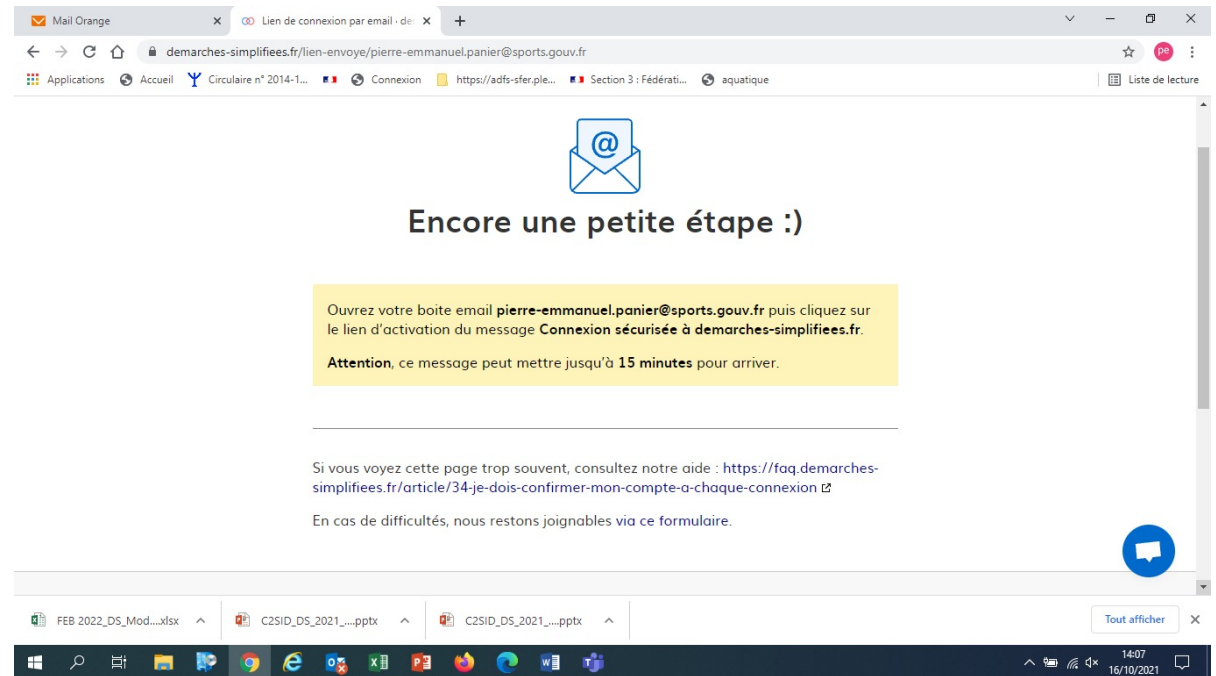 Mail Orange
Lien de connexion par email · de
demarches-simplifiees.fr/lien-envoye/pierre-emmanuel.panier@sports.gouv.fr
pe
Applications Accueil Circulaire n° 2014-1... Connexion https://adfs-sfer.ple... Section 3 : Fédérati... aquatique Liste de lecture
@
Encore une petite étape :)
Ouvrez votre boite email pierre-emmanuel.panier@sports.gouv.fr puis cliquez sur
le lien d'activation du message Connexion sécurisée à demarches-simplifiees.fr.
Attention, ce message peut mettre jusqu'à 15 minutes pour arriver.
Si vous voyez cette page trop souvent, consultez notre aide : https://faq.demarches-
simplifiees.fr/article/34-je-dois-confirmer-mon-compte-a-chaque-connexion
En cas de difficultés, nous restons joignables via ce formulaire.
FEB 2022_DS_Mod....xlsx C2SID_DS_2021_....pptx C2SID_DS_2021_....pptx Tout afficher
14:07
16/10/2021